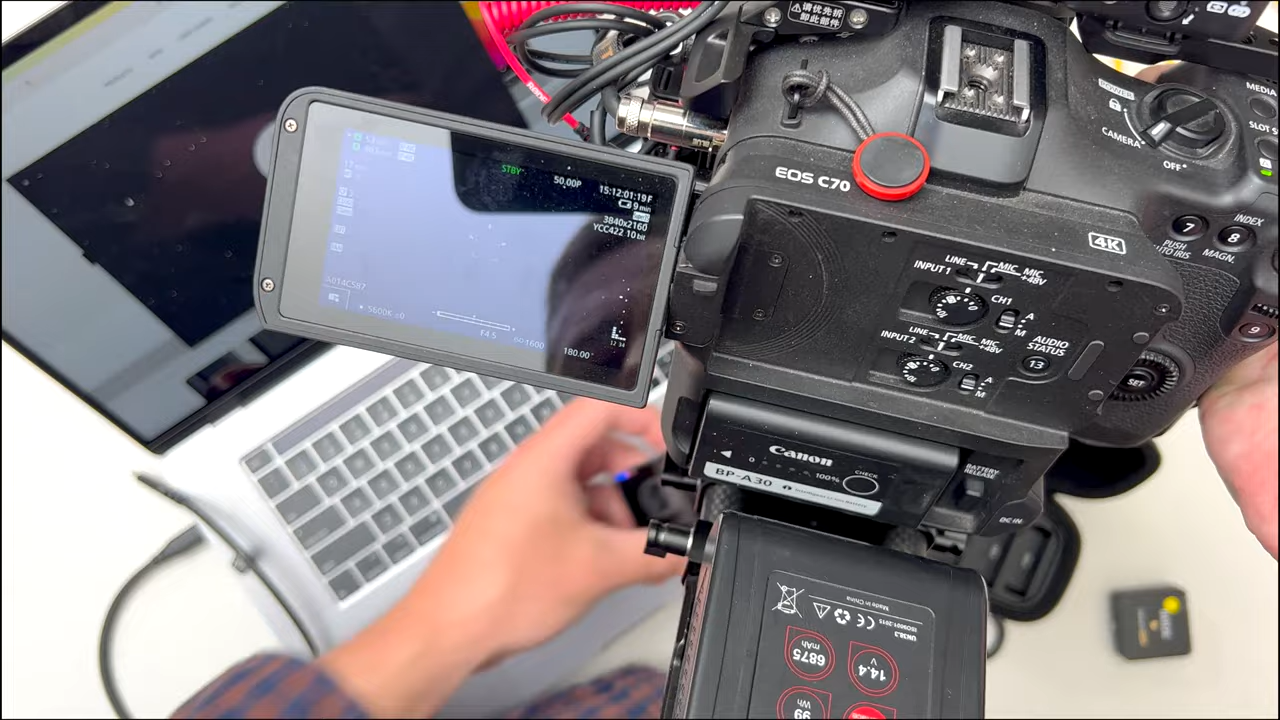 请优先拆
卸此部件
POWER
CAMERA
OFF
MEDIA
SLOT S
EOS C70
4K
7
PUSH
AUTO IRIS
INDEX
8
MAGN.
9
STBY
50.00P
15:12:01:19F
9 min
3840x2160
YCC422 10 bit
A014C587
5600K ±0
F4.5
ISO1600
180.00°
LINE
MIC
MIC
+48V
INPUT 1
CH1
A
M
LINE
MIC
MIC
+48V
INPUT 2
CH2
A
M
AUDIO
STATUS
13
SET
Canon
100%
CHECK
BP-A30
BATTERY
RELEASE
DC IN
Made in China
ISO9001:2015
UN38.3
6875
mAh
14.4
V
99
Wh